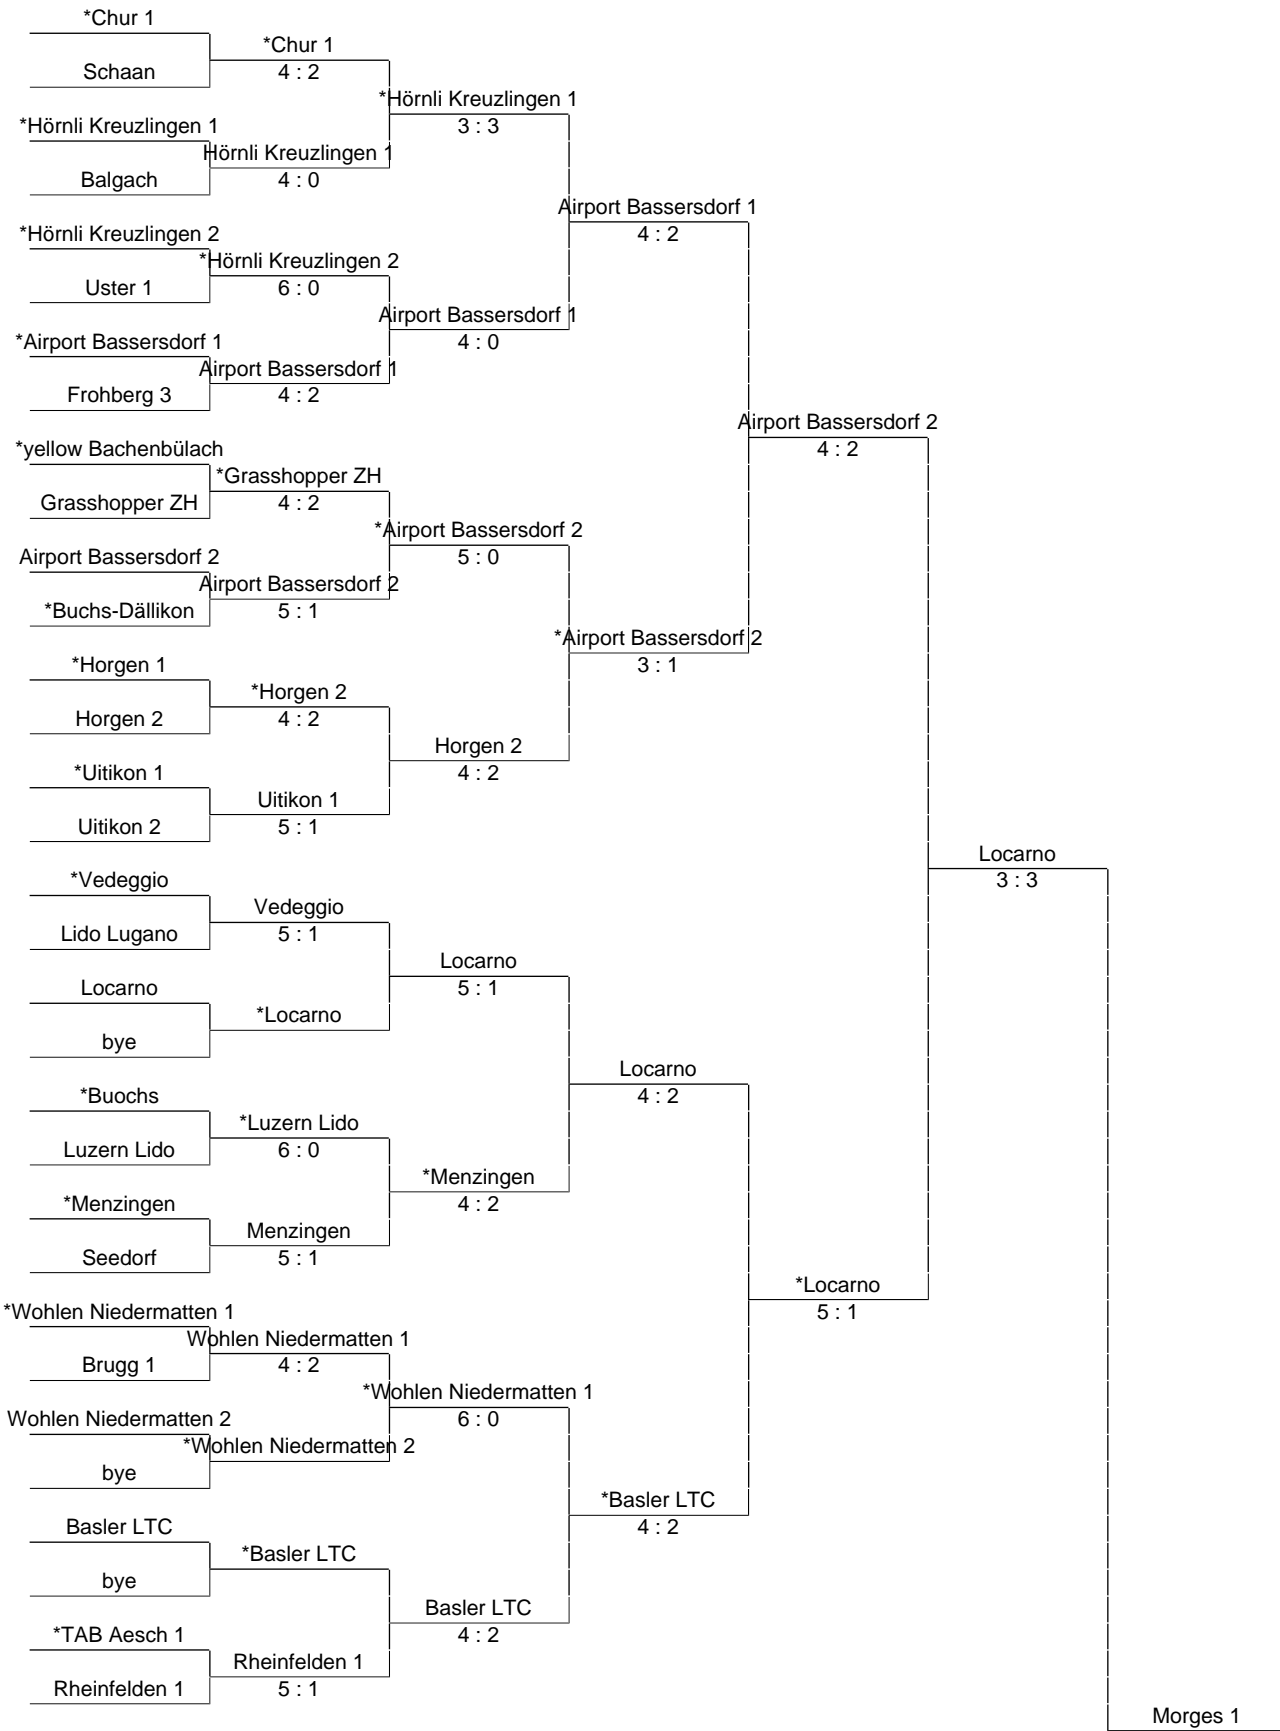 *Chur 1
*Chur 1
Schaan
4 : 2
*Hörnli Kreuzlingen 1
3 : 3
*Hörnli Kreuzlingen 1
Hörnli Kreuzlingen 1
Balgach
4 : 0
Airport Bassersdorf 1
4 : 2
*Hörnli Kreuzlingen 2
*Hörnli Kreuzlingen 2
Uster 1
6 : 0
Airport Bassersdorf 1
4 : 0
*Airport Bassersdorf 1
Airport Bassersdorf 1
Frohberg 3
4 : 2
Airport Bassersdorf 2
4 : 2
*yellow Bachenbülach
*Grasshopper ZH
Grasshopper ZH
4 : 2
*Airport Bassersdorf 2
5 : 0
Airport Bassersdorf 2
Airport Bassersdorf 2
*Buchs-Dällikon
5 : 1
*Airport Bassersdorf 2
3 : 1
*Horgen 1
*Horgen 2
Horgen 2
4 : 2
Horgen 2
4 : 2
*Uitikon 1
Uitikon 1
Uitikon 2
5 : 1
Locarno
3 : 3
*Vedeggio
Vedeggio
Lido Lugano
5 : 1
Locarno
5 : 1
Locarno
*Locarno
bye
Locarno
4 : 2
*Buochs
*Luzern Lido
Luzern Lido
6 : 0
*Menzingen
4 : 2
*Menzingen
Menzingen
Seedorf
5 : 1
*Locarno
5 : 1
*Wohlen Niedermatten 1
Wohlen Niedermatten 1
Brugg 1
4 : 2
*Wohlen Niedermatten 1
6 : 0
Wohlen Niedermatten 2
*Wohlen Niedermatten 2
bye
*Basler LTC
4 : 2
Basler LTC
*Basler LTC
bye
Basler LTC
4 : 2
*TAB Aesch 1
Rheinfelden 1
Rheinfelden 1
5 : 1
Morges 1